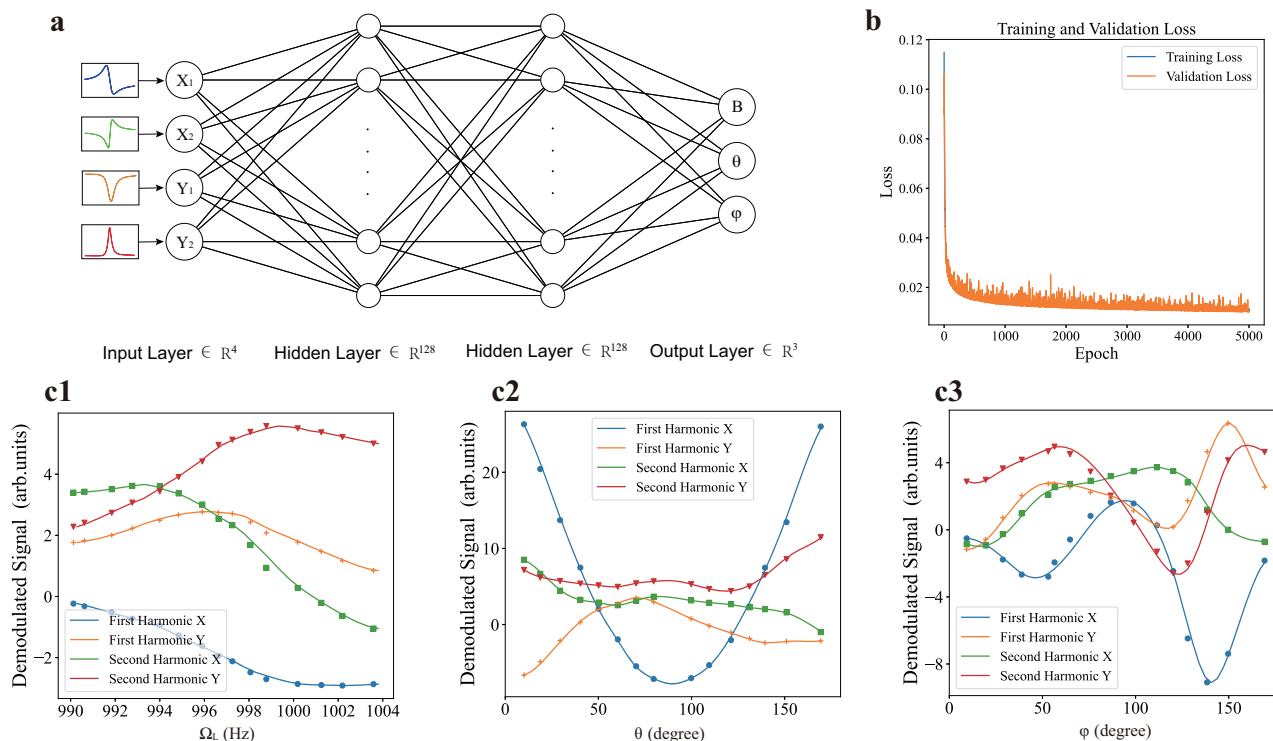 a
X1
X2
Y1
Y2
B
θ
φ
Input Layer ∈ R⁴
Hidden Layer ∈ R¹²⁸
Hidden Layer ∈ R¹²⁸
Output Layer ∈ R³
b
Training and Validation Loss
Training Loss
Validation Loss
0.12
0.10
0.08
0.06
0.04
0.02
Loss
0
1000
2000
3000
4000
5000
Epoch
c1
Demodulated Signal (arb.units)
4
2
0
−2
First Harmonic X
First Harmonic Y
Second Harmonic X
Second Harmonic Y
990
992
994
996
998
1000
1002
1004
Ω_L (Hz)
c2
Demodulated Signal (arb.units)
20
10
0
First Harmonic X
First Harmonic Y
Second Harmonic X
Second Harmonic Y
0
50
100
150
θ (degree)
c3
Demodulated Signal (arb.units)
4
0
−4
−8
First Harmonic X
First Harmonic Y
Second Harmonic X
Second Harmonic Y
0
50
100
150
φ (degree)